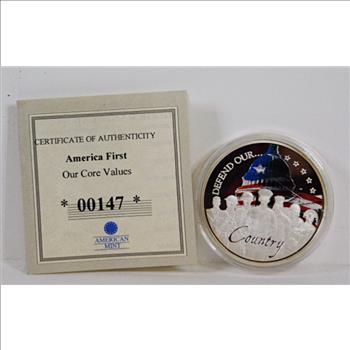 CERTIFICATE OF AUTHENTICITY
America First
Our Core Values
* 00147 *
AMERICAN
MINT
DEFEND OUR...
Country